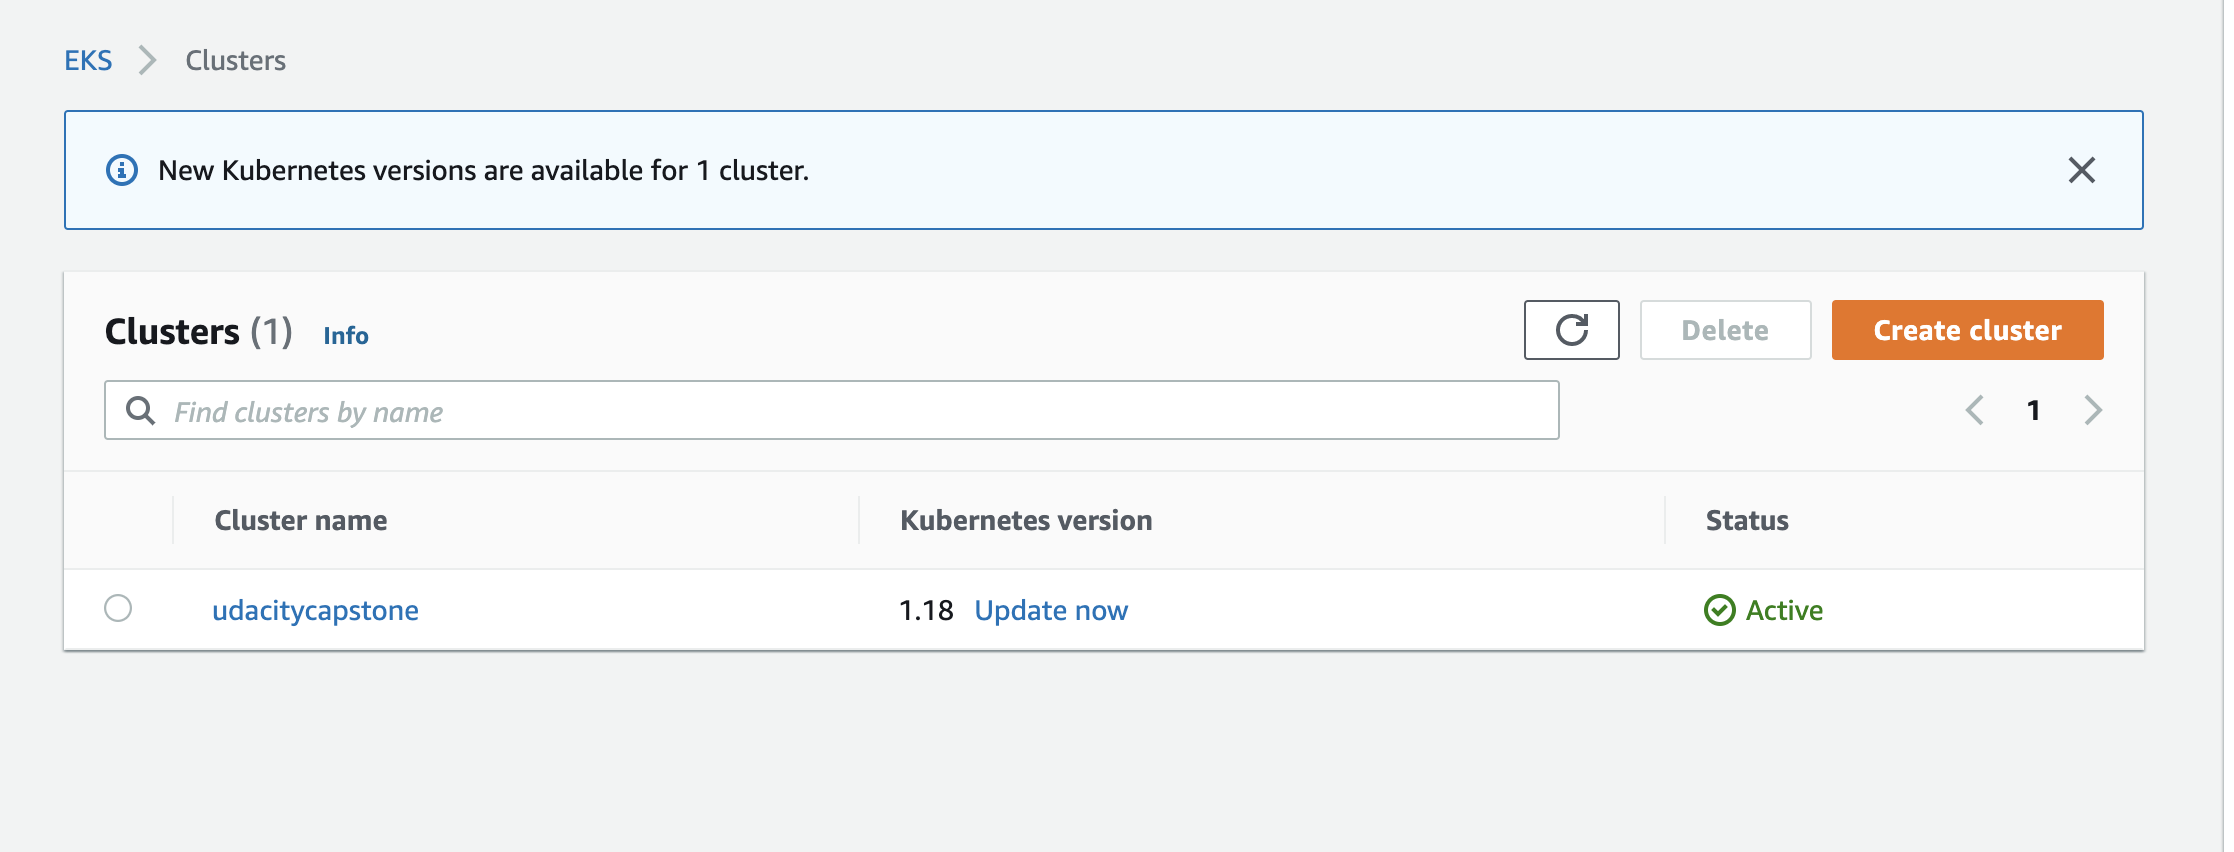 EKS Clusters
New Kubernetes versions are available for 1 cluster.
Clusters (1) Info Delete Create cluster
Find clusters by name 1
Cluster name Kubernetes version Status
udacitycapstone 1.18 Update now Active